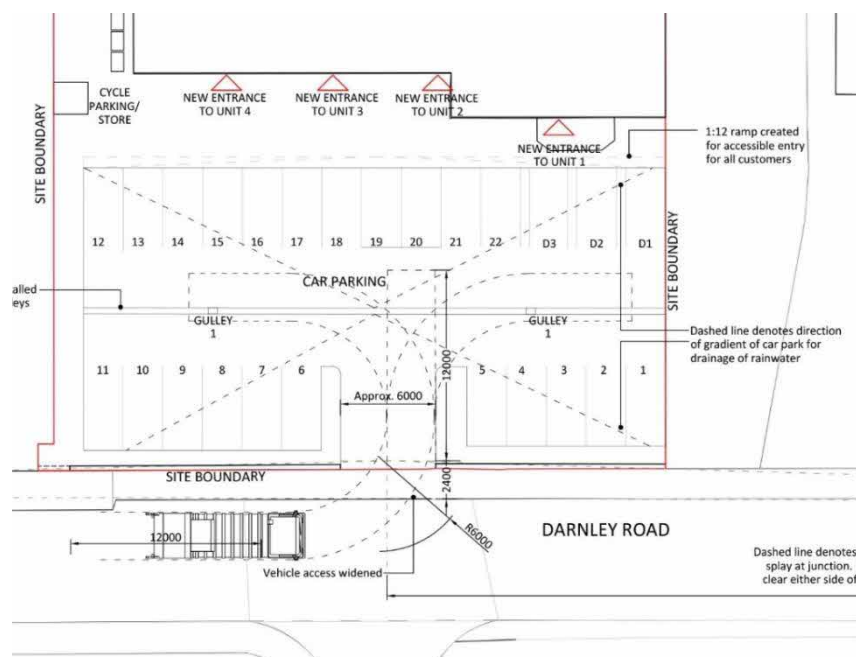 CYCLE
PARKING/
STORE
NEW ENTRANCE
TO UNIT 4
NEW ENTRANCE
TO UNIT 3
NEW ENTRANCE
TO UNIT 2
NEW ENTRANCE
TO UNIT 1
1:12 ramp created
for accessible entry
for all customers
SITE BOUNDARY
SITE BOUNDARY
12 13 14 15 16 17 18 19 20 21 22 D3 D2 D1
CAR PARKING
alled
eys
GULLEY
1
GULLEY
1
Dashed line denotes direction
of gradient of car park for
drainage of rainwater
11 10 9 8 7 6 5 4 3 2 1
Approx. 6000
12000
SITE BOUNDARY
2400
R6000
12000
DARNLEY ROAD
Vehicle access widened
Dashed line denotes
splay at junction.
clear either side of